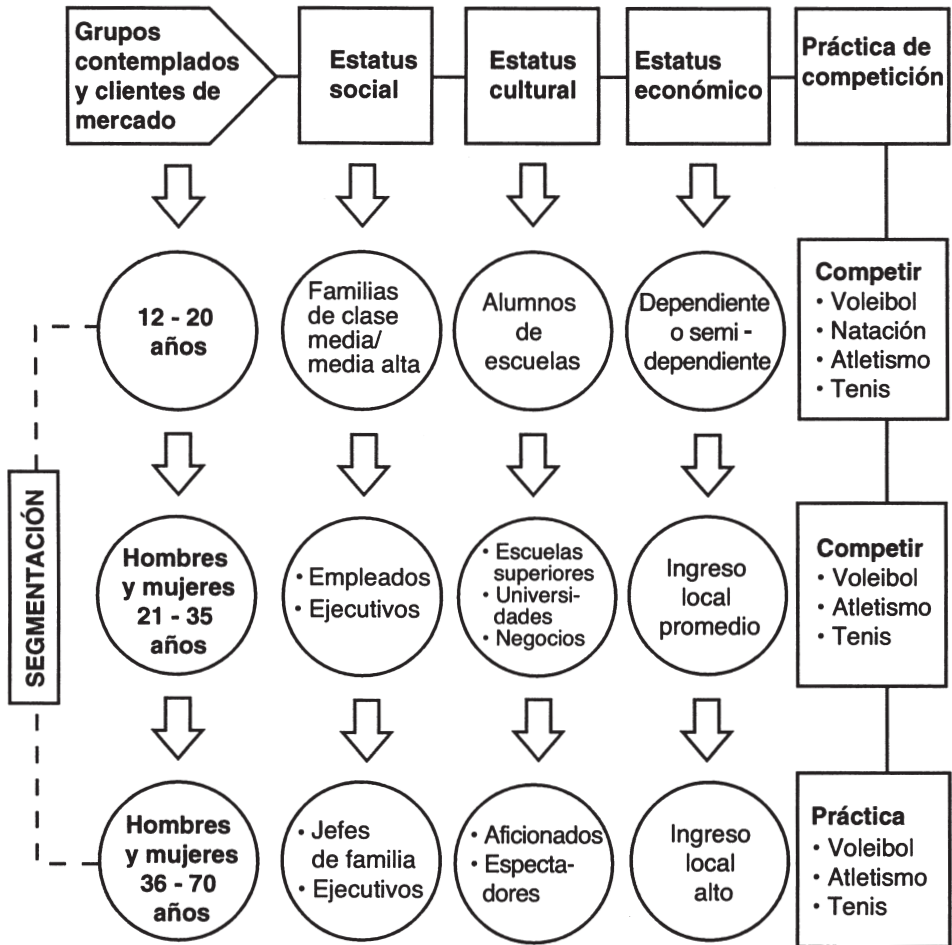 Grupos
contemplados
y clientes de
mercado
Estatus
social
Estatus
cultural
Estatus
económico
Práctica de
competición
12 - 20
años
Familias
de clase
media/
media alta
Alumnos
de
escuelas
Dependiente
o semi -
dependiente
Competir
• Voleibol
• Natación
• Atletismo
• Tenis
SEGMENTACIÓN
Hombres
y mujeres
21 - 35
años
• Empleados
• Ejecutivos
• Escuelas
superiores
• Universi-
dades
• Negocios
Ingreso
local
promedio
Competir
• Voleibol
• Atletismo
• Tenis
Hombres
y mujeres
36 - 70
años
• Jefes
de familia
• Ejecutivos
• Aficionados
• Especta-
dores
Ingreso
local
alto
Práctica
• Voleibol
• Atletismo
• Tenis